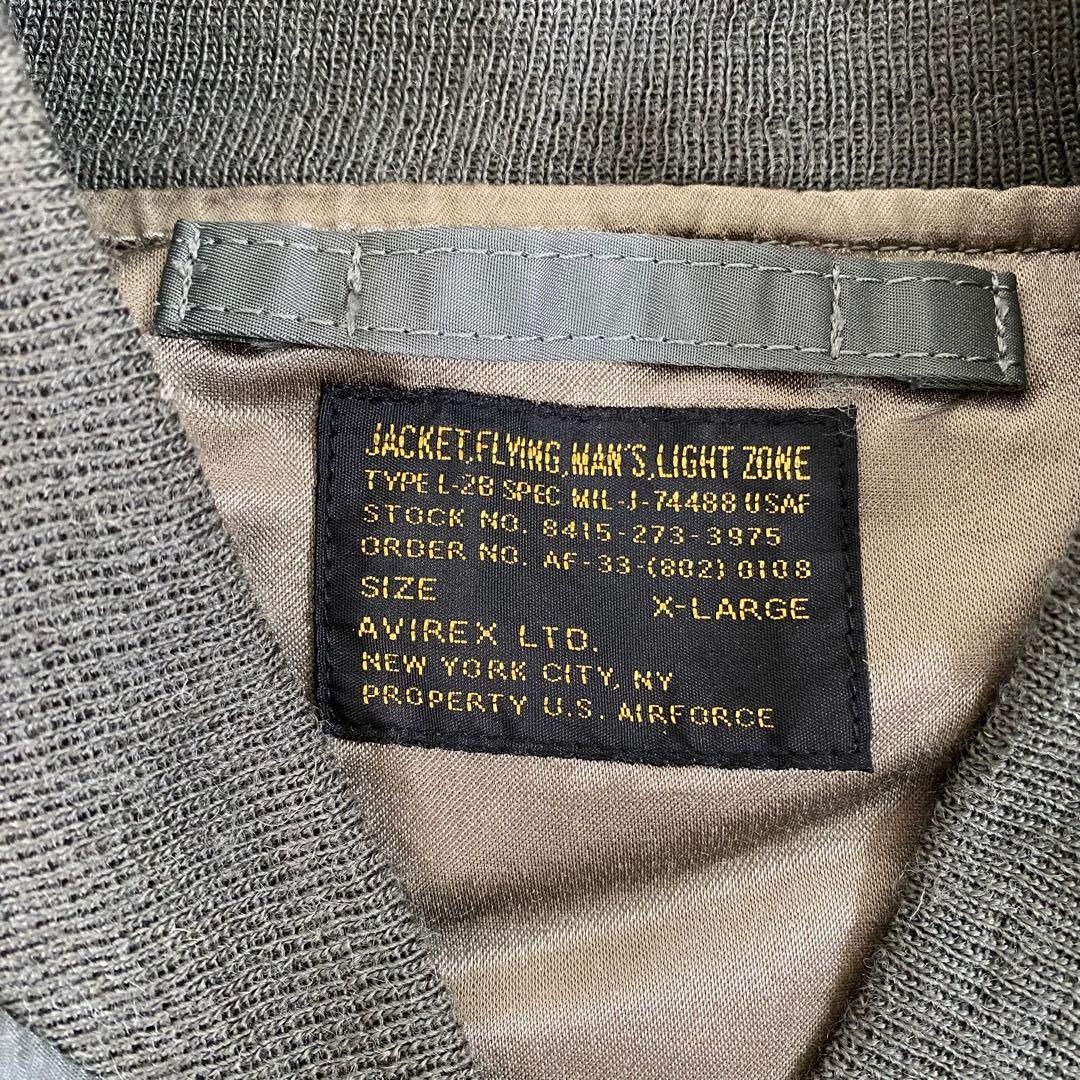 JACKET,FLYING,MAN'S,LIGHT ZONE
TYPE L-2B SPEC MIL-J-74488 USAF
STOCK NO. 8415-273-3975
ORDER NO. AF-33-(802) 0108
SIZE X-LARGE
AVIREX LTD.
NEW YORK CITY, NY
PROPERTY U.S. AIRFORCE